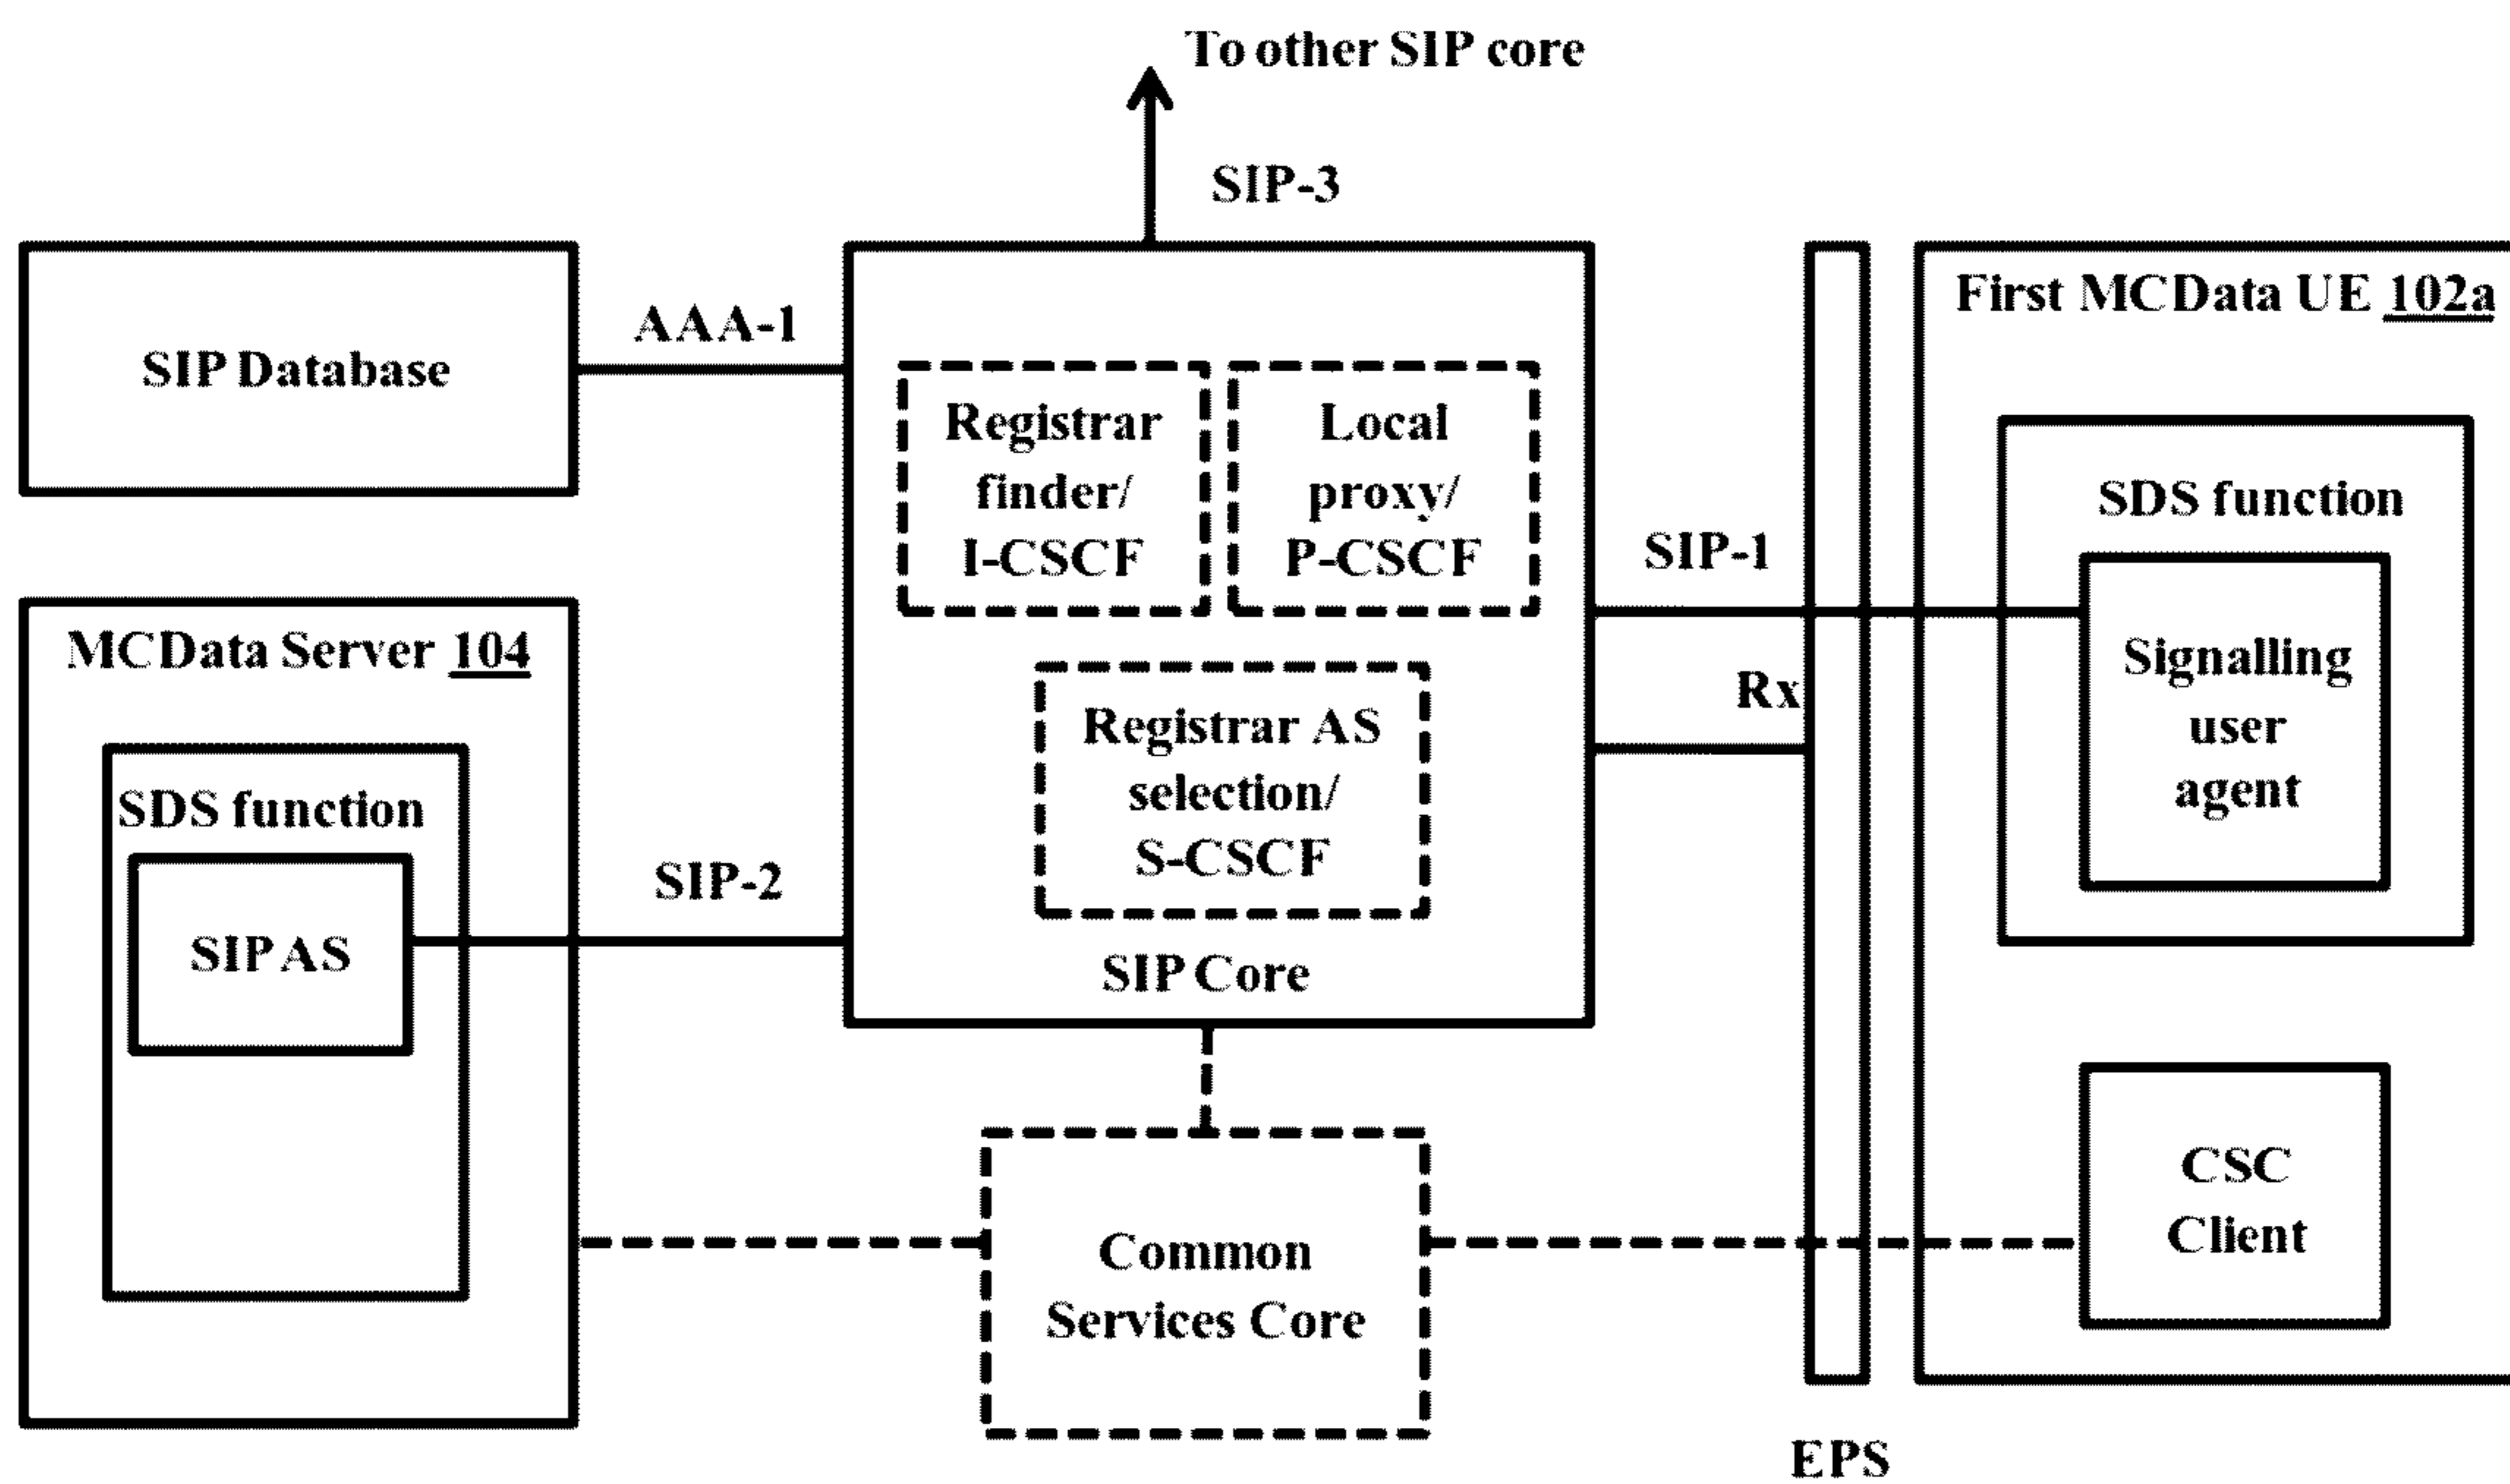 To other SIP core
SIP-3
SIP Database
AAA-1
Registrar
finder/
I-CSCF
Local
proxy/
P-CSCF
Registrar AS
selection/
S-CSCF
SIP Core
SIP-1
Rx
First MCData UE 102a
SDS function
Signalling
user
agent
MCData Server 104
SDS function
SIP AS
SIP-2
Common
Services Core
CSC
Client
EPS